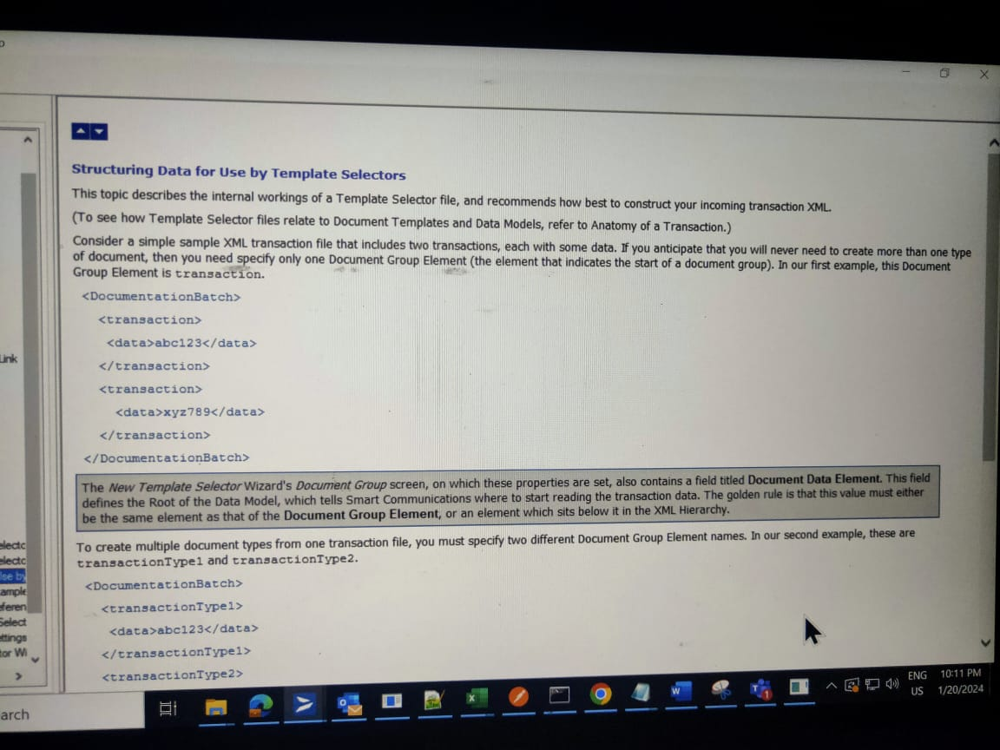 Structuring Data for Use by Template Selectors
This topic describes the internal workings of a Template Selector file, and recommends how best to construct your incoming transaction XML.
(To see how Template Selector files relate to Document Templates and Data Models, refer to Anatomy of a Transaction.)
Consider a simple sample XML transaction file that includes two transactions, each with some data. If you anticipate that you will never need to create more than one type
of document, then you need specify only one Document Group Element (the element that indicates the start of a document group). In our first example, this Document
Group Element is transaction.
<DocumentationBatch>
<transaction>
<data>abc123</data>
</transaction>
<transaction>
<data>xyz789</data>
</transaction>
</DocumentationBatch>
The New Template Selector Wizard's Document Group screen, on which these properties are set, also contains a field titled Document Data Element. This field
defines the Root of the Data Model, which tells Smart Communications where to start reading the transaction data. The golden rule is that this value must either
be the same element as that of the Document Group Element, or an element which sits below it in the XML Hierarchy.
To create multiple document types from one transaction file, you must specify two different Document Group Element names. In our second example, these are
transactionType1 and transactionType2.
<DocumentationBatch>
<transactionType1>
<data>abc123</data>
</transactionType1>
<transactionType2>
Link
electc
electc
Use by
ample
eferen
Select
ettings
tor Wi
arch
ENG
US
10:11 PM
1/20/2024